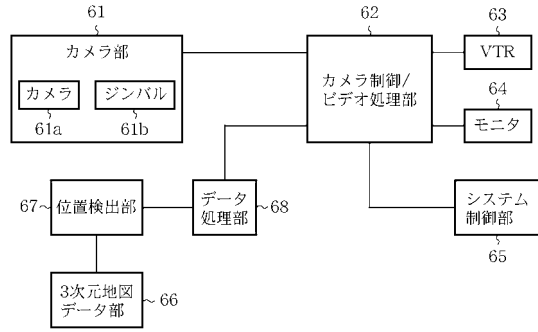 61
カメラ部
カメラ
61a
ジンバル
61b
62
カメラ制御/
ビデオ処理部
63
VTR
64
モニタ
システム
制御部
65
67
位置検出部
データ
処理部
68
3次元地図
データ部
66